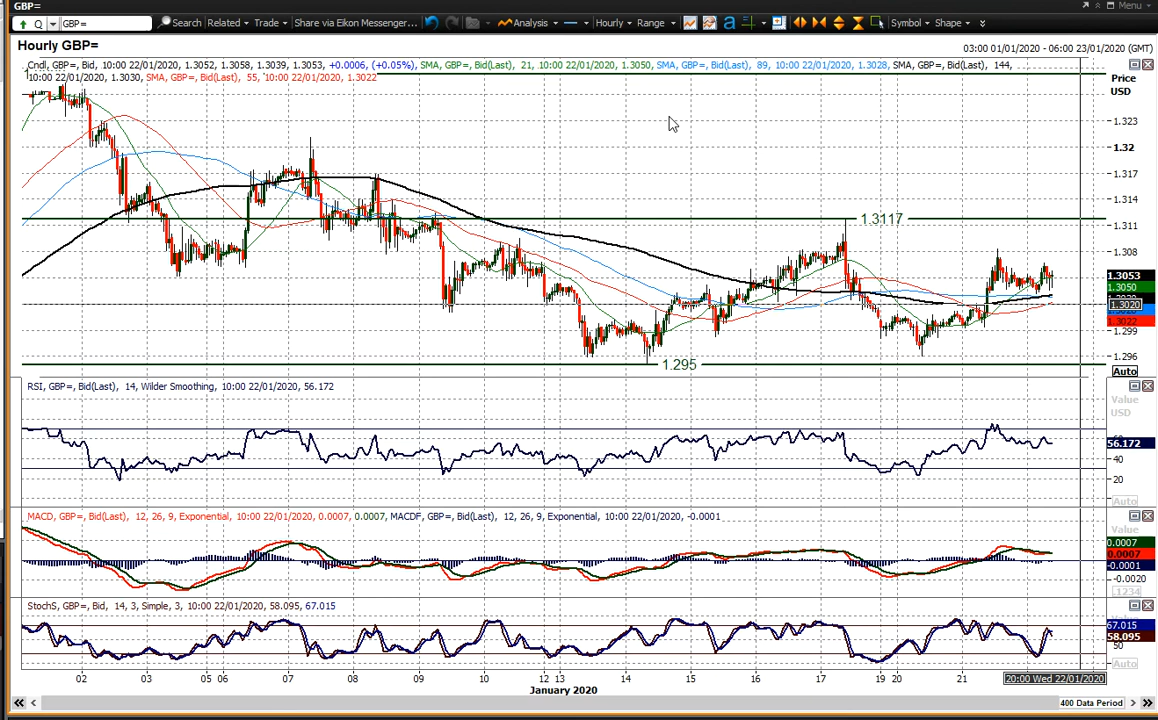 GBP=
Menu
GBP= Search Related Trade Share via Eikon Messenger... Analysis Hourly Range Symbol Shape
Hourly GBP=
03:00 01/01/2020 - 06:00 23/01/2020 (GMT)
Cndl, GBP=, Bid, 10:00 22/01/2020, 1.3052, 1.3058, 1.3039, 1.3053, +0.0006, (+0.05%), SMA, GBP=, Bid(Last), 21, 10:00 22/01/2020, 1.3050, SMA, GBP=, Bid(Last), 89, 10:00 22/01/2020, 1.3028, SMA, GBP=, Bid(Last), 144,
10:00 22/01/2020, 1.3030, SMA, GBP=, Bid(Last), 55, 10:00 22/01/2020, 1.3022
Price
USD
1.323
1.32
1.317
1.314
1.3117
1.311
1.308
1.3053
1.3050
1.3020
1.3022
1.299
1.296
1.295
Auto
RSI, GBP=, Bid(Last), 14, Wilder Smoothing, 10:00 22/01/2020, 56.172
Value
USD
56.172
40
20
Auto
MACD, GBP=, Bid(Last), 12, 26, 9, Exponential, 10:00 22/01/2020, 0.0007, 0.0007, MACDF, GBP=, Bid(Last), 12, 26, 9, Exponential, 10:00 22/01/2020, -0.0001
Value
0.0007
0.0007
-0.0001
-0.0020
.1234
StochS, GBP=, Bid, 14, 3, Simple, 3, 10:00 22/01/2020, 58.095, 67.015
67.015
58.095
50
Auto
02 03 05 06 07 08 09 10 12 13 14 15 16 17 19 20 21 20:00 Wed 22/01/2020
January 2020
400 Data Period